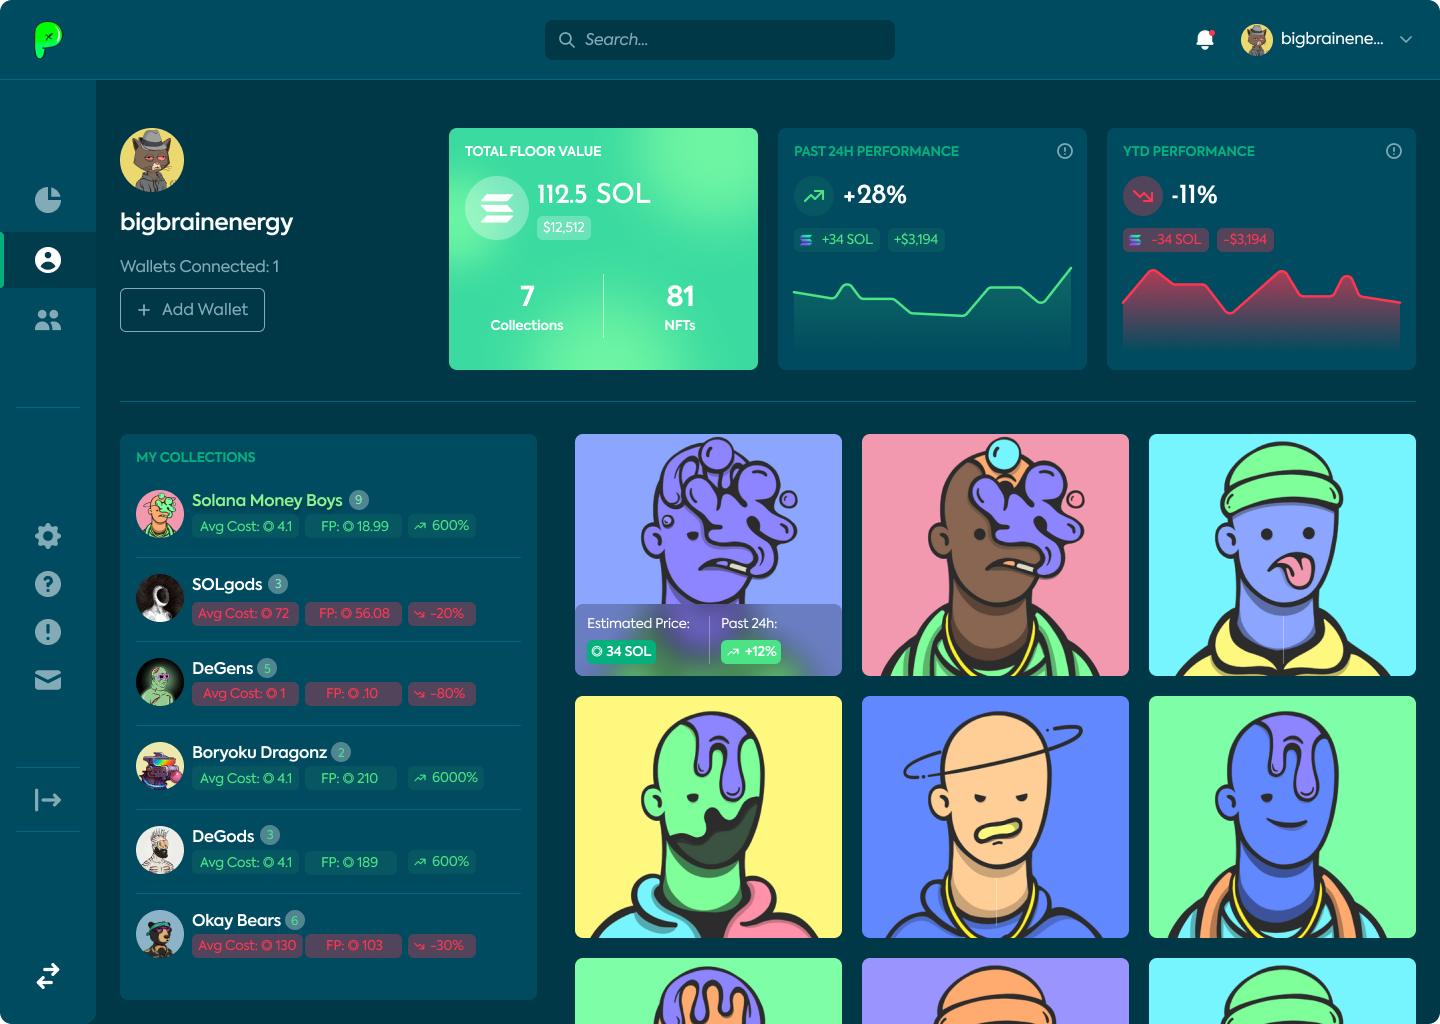 Search...
bigbrainene...
bigbrainenergy
Wallets Connected: 1
+ Add Wallet
TOTAL FLOOR VALUE
112.5 SOL
$12,512
7
Collections
81
NFTs
PAST 24H PERFORMANCE
+28%
+34 SOL
+$3,194
YTD PERFORMANCE
-11%
-34 SOL
-$3,194
MY COLLECTIONS
Solana Money Boys 9
Avg Cost: 4.1 FP: 18.99 600%
SOLgods 3
Avg Cost: 72 FP: 56.08 -20%
DeGens 5
Avg Cost: 1 FP: .10 -80%
Boryoku Dragonz 2
Avg Cost: 4.1 FP: 210 6000%
DeGods 3
Avg Cost: 4.1 FP: 189 600%
Okay Bears 6
Avg Cost: 130 FP: 103 -30%
Estimated Price:
34 SOL
Past 24h:
+12%